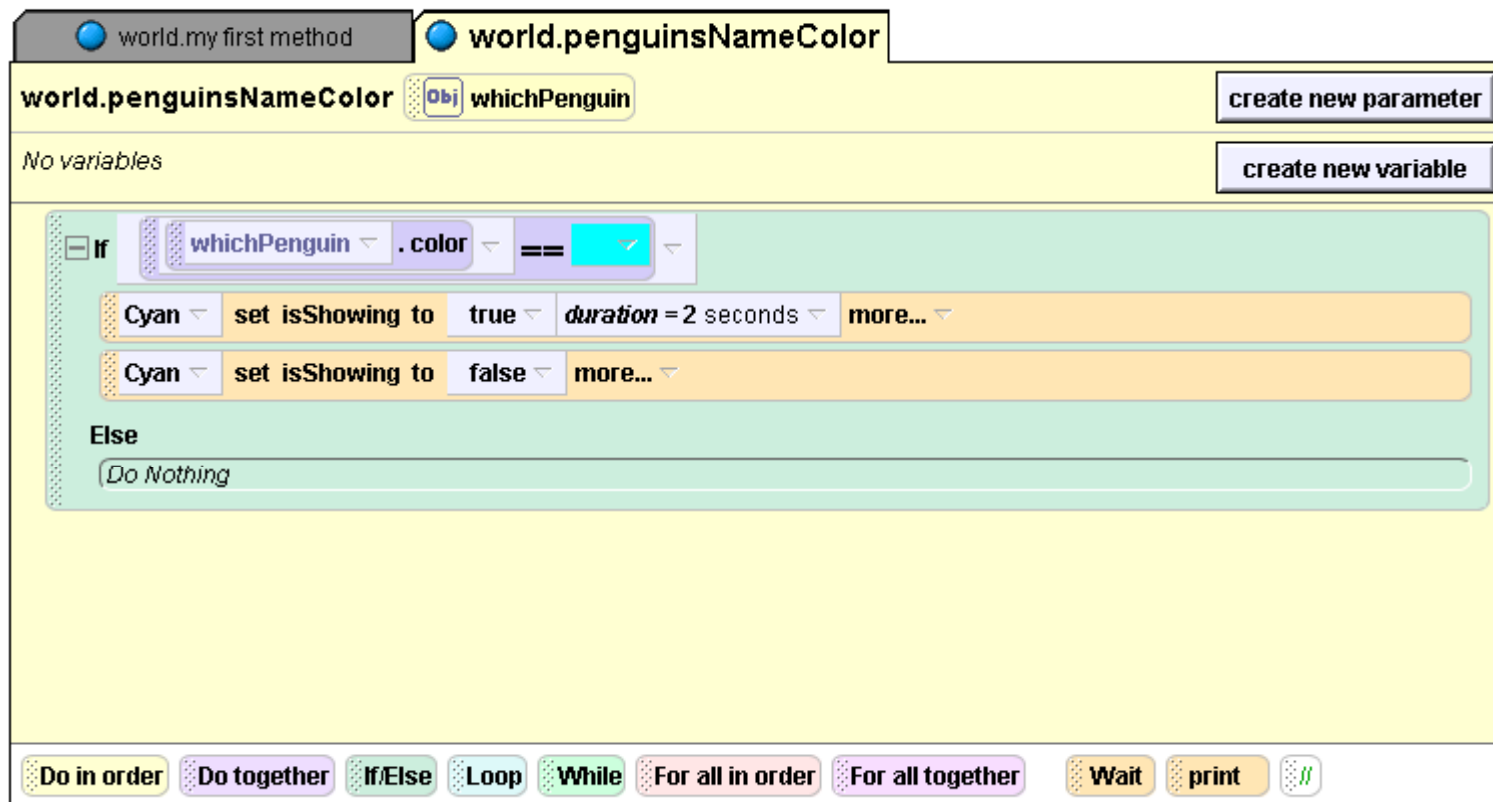 world.my first method world.penguinsNameColor
world.penguinsNameColor Obj whichPenguin create new parameter
No variables create new variable
If whichPenguin . color ==
Cyan set isShowing to true duration = 2 seconds more...
Cyan set isShowing to false more...
Else
Do Nothing
Do in order Do together If/Else Loop While For all in order For all together Wait print //